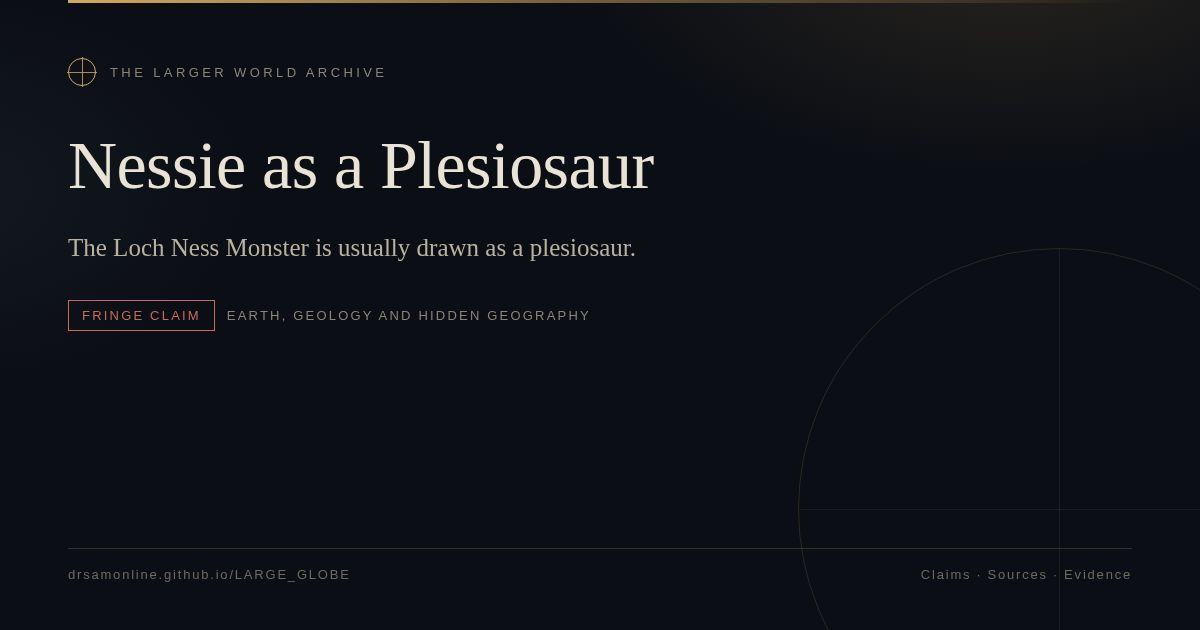 THE LARGER WORLD ARCHIVE
Nessie as a Plesiosaur
The Loch Ness Monster is usually drawn as a plesiosaur.
FRINGE CLAIM EARTH, GEOLOGY AND HIDDEN GEOGRAPHY
drsamonline.github.io/LARGE_GLOBE Claims · Sources · Evidence